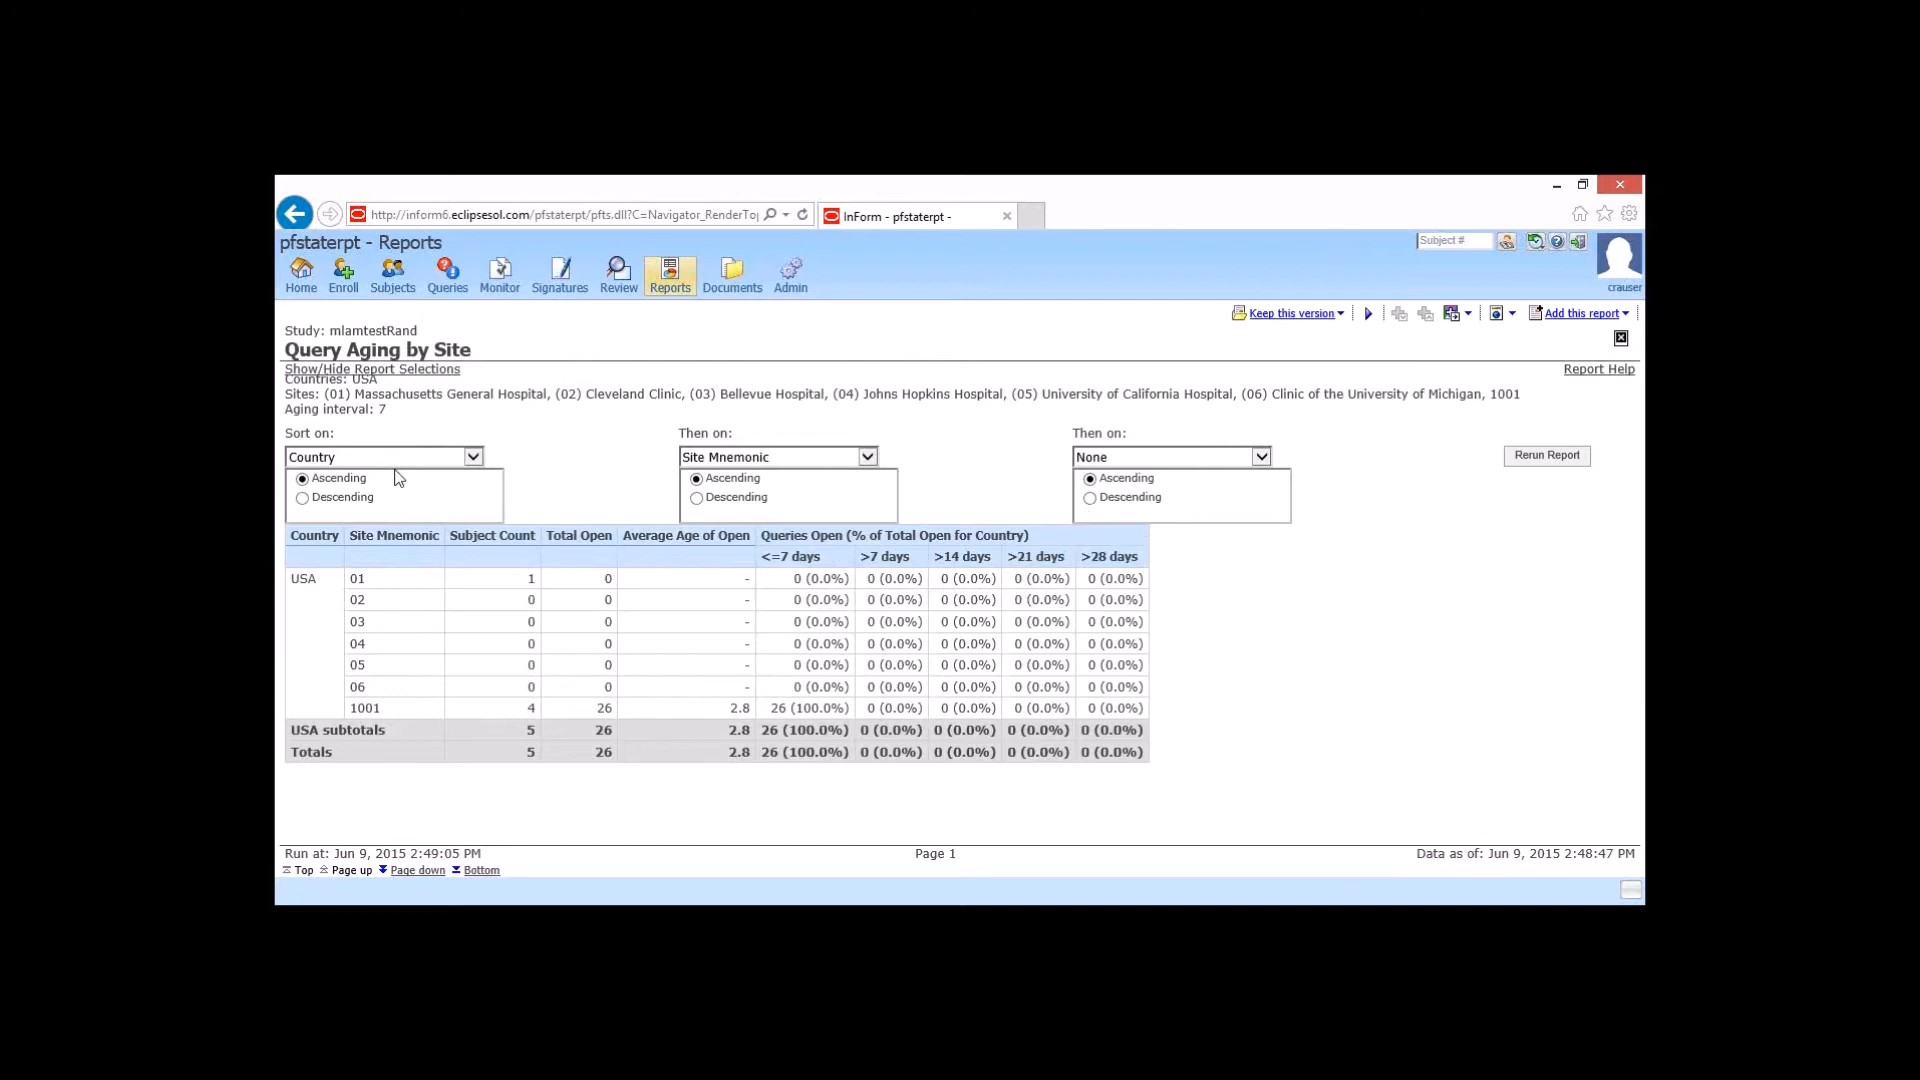 http://inform6.eclipsesol.com/pfstaterpt/pfts.dll?C=Navigator_RenderTo
InForm - pfstaterpt -
pfstaterpt - Reports
Subject #
Home Enroll Subjects Queries Monitor Signatures Review Reports Documents Admin
crauser
Keep this version Add this report
Study: mlamtestRand
Query Aging by Site
Show/Hide Report Selections Report Help
Countries: USA
Sites: (01) Massachusetts General Hospital, (02) Cleveland Clinic, (03) Bellevue Hospital, (04) Johns Hopkins Hospital, (05) University of California Hospital, (06) Clinic of the University of Michigan, 1001
Aging interval: 7
Sort on: Then on: Then on:
Country Site Mnemonic None Rerun Report
Ascending Ascending Ascending
Descending Descending Descending
Country Site Mnemonic Subject Count Total Open Average Age of Open Queries Open (% of Total Open for Country)
<=7 days >7 days >14 days >21 days >28 days
USA 01 1 0 - 0 (0.0%) 0 (0.0%) 0 (0.0%) 0 (0.0%) 0 (0.0%)
02 0 0 - 0 (0.0%) 0 (0.0%) 0 (0.0%) 0 (0.0%) 0 (0.0%)
03 0 0 - 0 (0.0%) 0 (0.0%) 0 (0.0%) 0 (0.0%) 0 (0.0%)
04 0 0 - 0 (0.0%) 0 (0.0%) 0 (0.0%) 0 (0.0%) 0 (0.0%)
05 0 0 - 0 (0.0%) 0 (0.0%) 0 (0.0%) 0 (0.0%) 0 (0.0%)
06 0 0 - 0 (0.0%) 0 (0.0%) 0 (0.0%) 0 (0.0%) 0 (0.0%)
1001 4 26 2.8 26 (100.0%) 0 (0.0%) 0 (0.0%) 0 (0.0%) 0 (0.0%)
USA subtotals 5 26 2.8 26 (100.0%) 0 (0.0%) 0 (0.0%) 0 (0.0%) 0 (0.0%)
Totals 5 26 2.8 26 (100.0%) 0 (0.0%) 0 (0.0%) 0 (0.0%) 0 (0.0%)
Run at: Jun 9, 2015 2:49:05 PM Page 1 Data as of: Jun 9, 2015 2:48:47 PM
Top Page up Page down Bottom